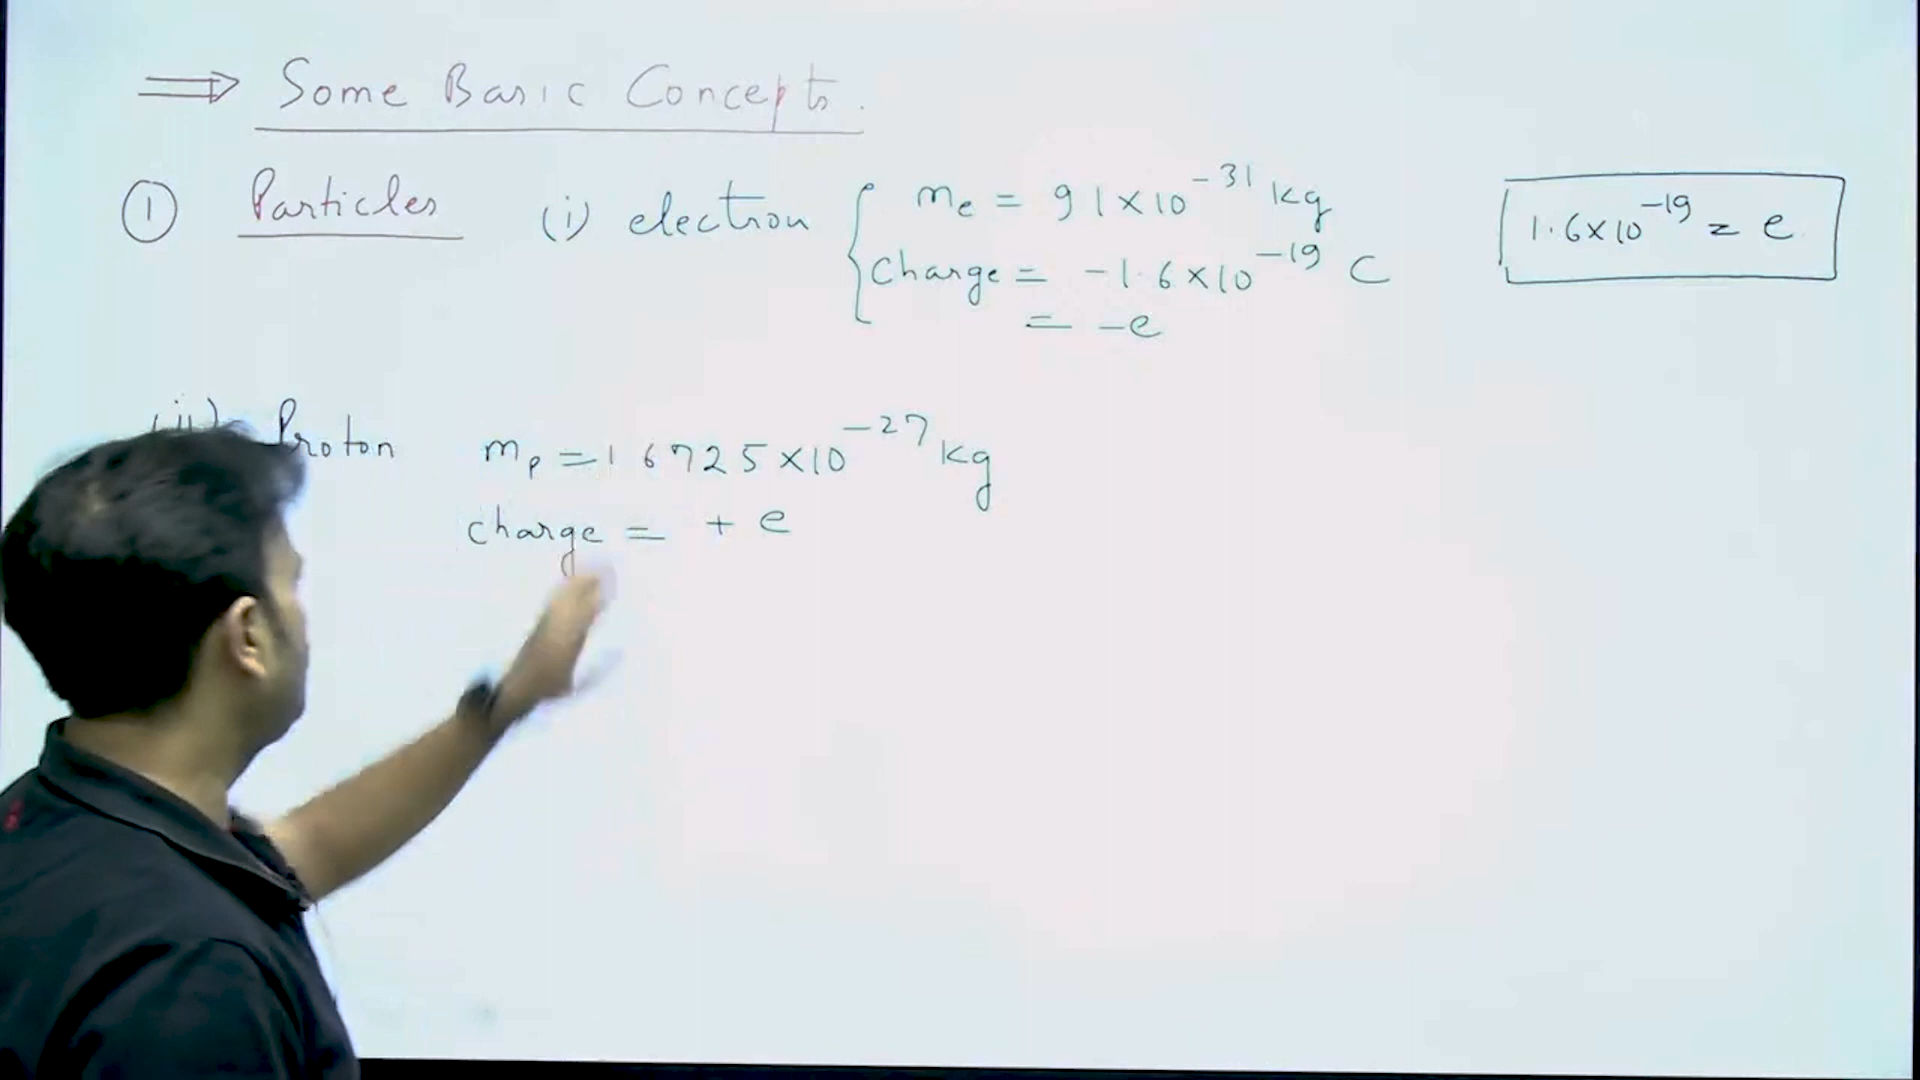 ⇒ Some Basic Concepts.
① Particles (i) electron { mₑ = 9 1 × 10⁻³¹ kg
charge = -1.6 × 10⁻¹⁹ C
= -e
1.6×10⁻¹⁹ = e
Proton mₚ = 1 6725 × 10⁻²⁷ kg
charge = + e